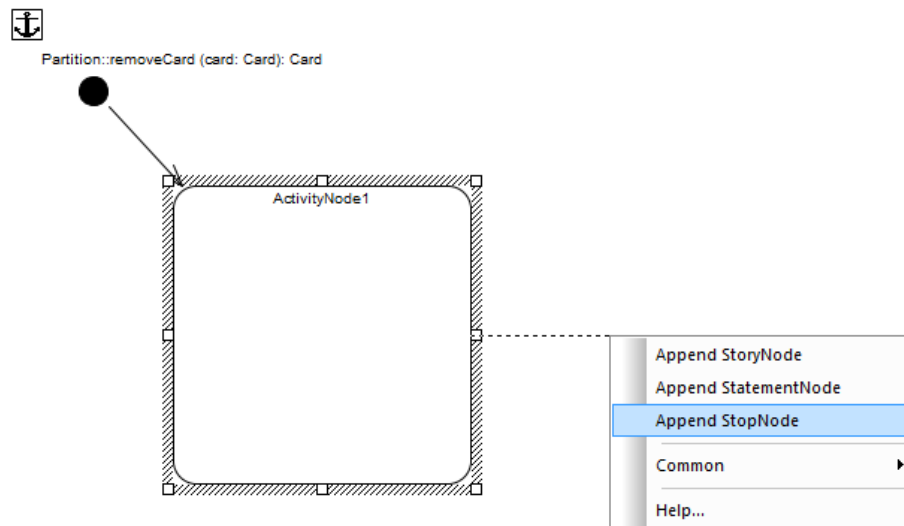 Partition::removeCard (card: Card): Card
ActivityNode1
Append StoryNode
Append StatementNode
Append StopNode
Common
Help...